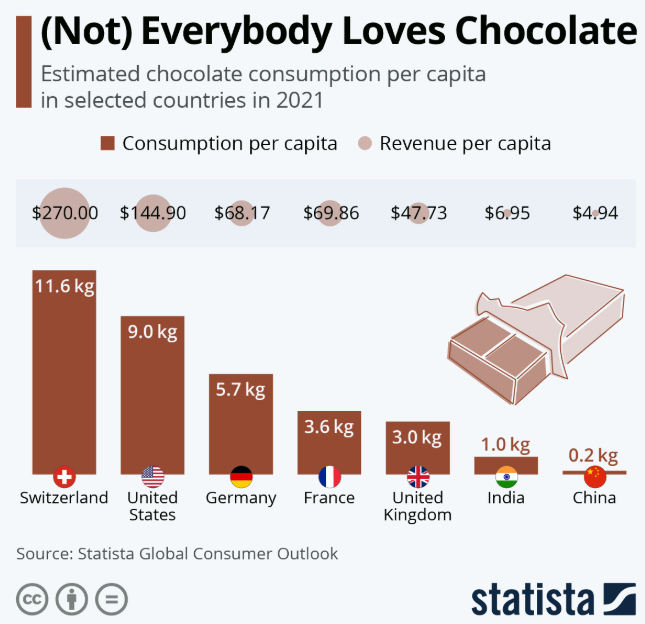 (Not) Everybody Loves Chocolate
Estimated chocolate consumption per capita
in selected countries in 2021
Consumption per capita Revenue per capita
$270.00 $144.90 $68.17 $69.86 $47.73 $6.95 $4.94
11.6 kg
9.0 kg
5.7 kg
3.6 kg
3.0 kg
1.0 kg
0.2 kg
Switzerland United Germany France United India China
States Kingdom
Source: Statista Global Consumer Outlook
cc = statista